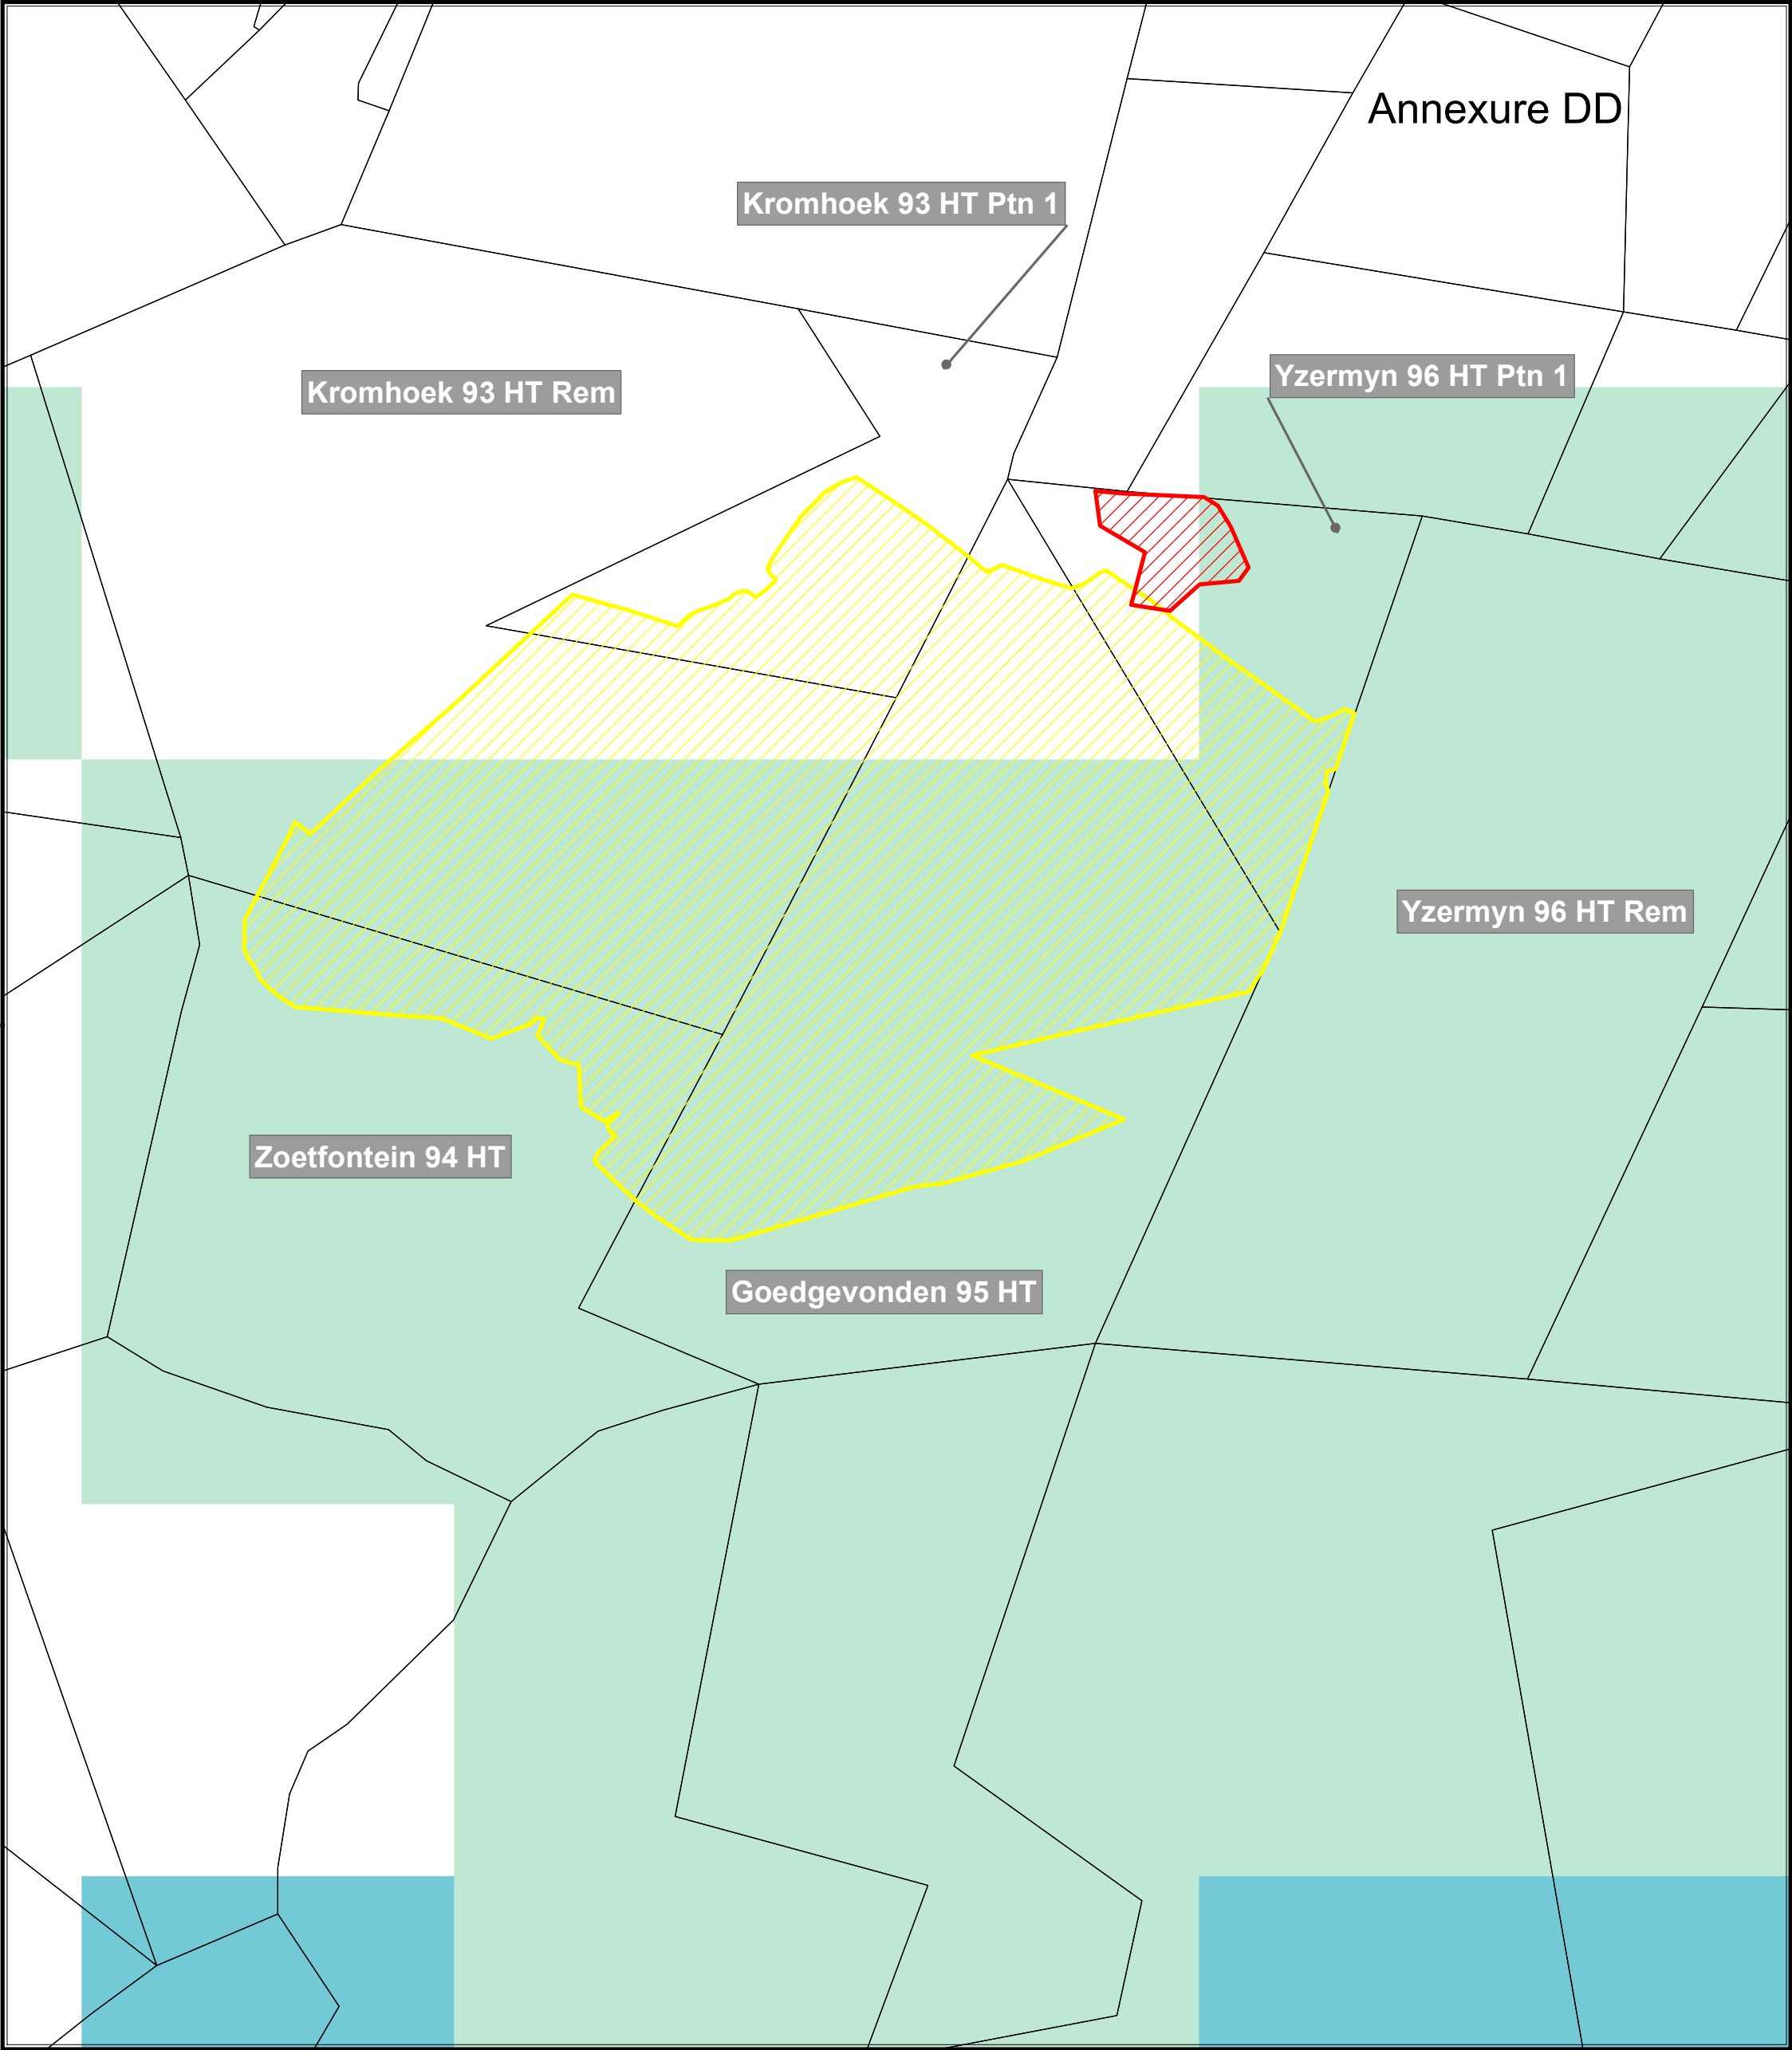 Annexure DD
Kromhoek 93 HT Ptn 1
Yzermyn 96 HT Ptn 1
Kromhoek 93 HT Rem
Yzermyn 96 HT Rem
Zoetfontein 94 HT
Goedgevonden 95 HT